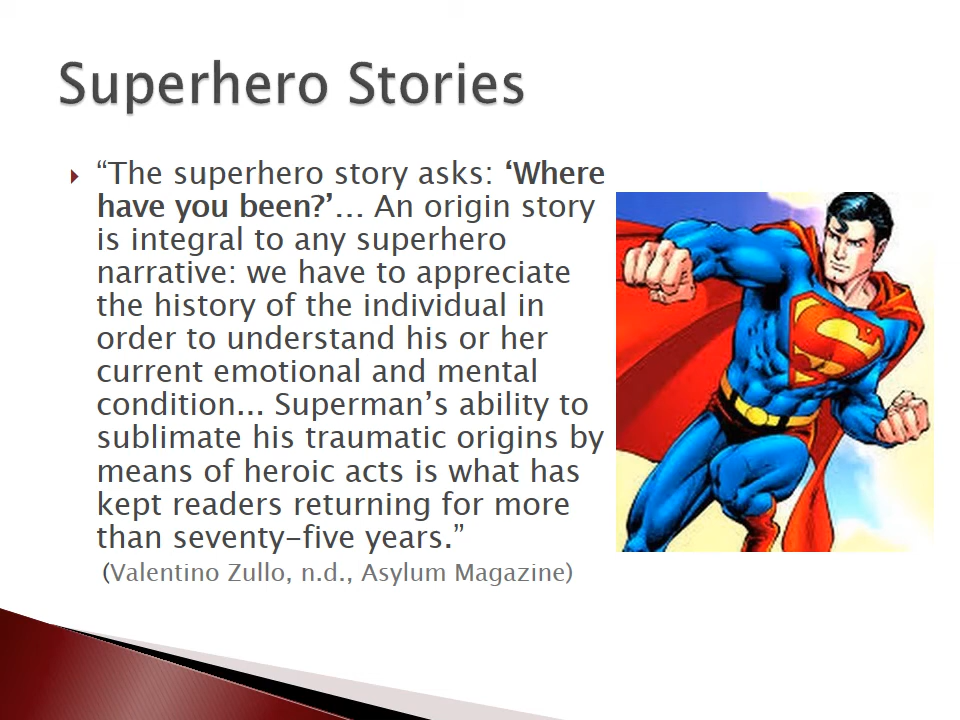 Superhero Stories
“The superhero story asks: ‘Where
have you been?’... An origin story
is integral to any superhero
narrative: we have to appreciate
the history of the individual in
order to understand his or her
current emotional and mental
condition... Superman’s ability to
sublimate his traumatic origins by
means of heroic acts is what has
kept readers returning for more
than seventy-five years.”
(Valentino Zullo, n.d., Asylum Magazine)
S